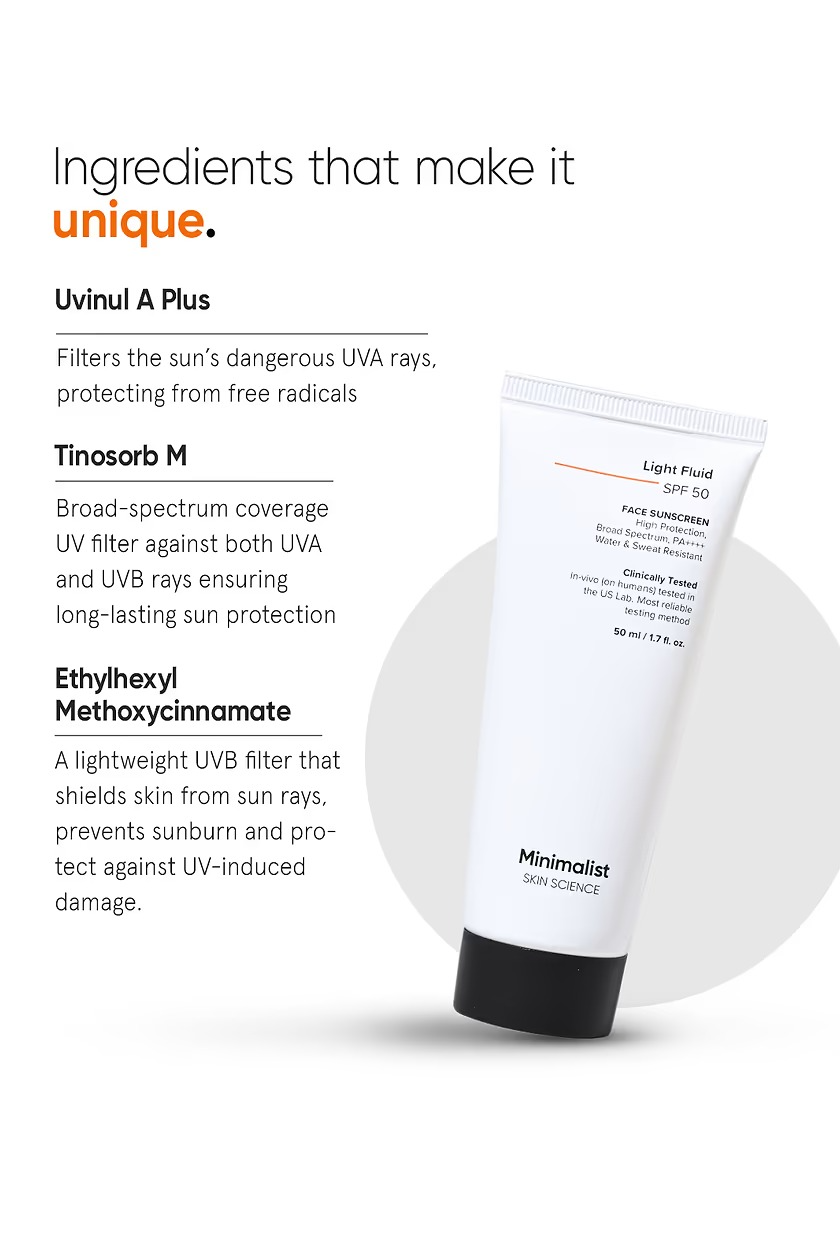 Ingredients that make it
unique.
Uvinul A Plus
Filters the sun’s dangerous UVA rays,
protecting from free radicals
Tinosorb M
Broad-spectrum coverage
UV filter against both UVA
and UVB rays ensuring
long-lasting sun protection
Ethylhexyl
Methoxycinnamate
A lightweight UVB filter that
shields skin from sun rays,
prevents sunburn and pro-
tect against UV-induced
damage.
Light Fluid
SPF 50
FACE SUNSCREEN
High Protection,
Broad Spectrum, PA++++
Water & Sweat Resistant
Clinically Tested
In-vivo (on humans) tested in
the US Lab. Most reliable
testing method
50 ml / 1.7 fl. oz.
Minimalist
SKIN SCIENCE